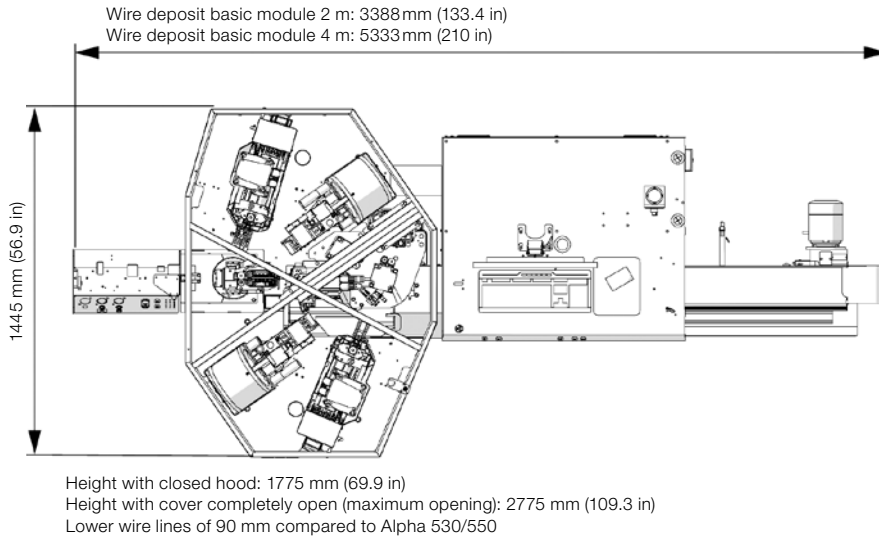 Wire deposit basic module 2 m: 3388 mm (133.4 in)
Wire deposit basic module 4 m: 5333 mm (210 in)
1445 mm (56.9 in)
Height with closed hood: 1775 mm (69.9 in)
Height with cover completely open (maximum opening): 2775 mm (109.3 in)
Lower wire lines of 90 mm compared to Alpha 530/550